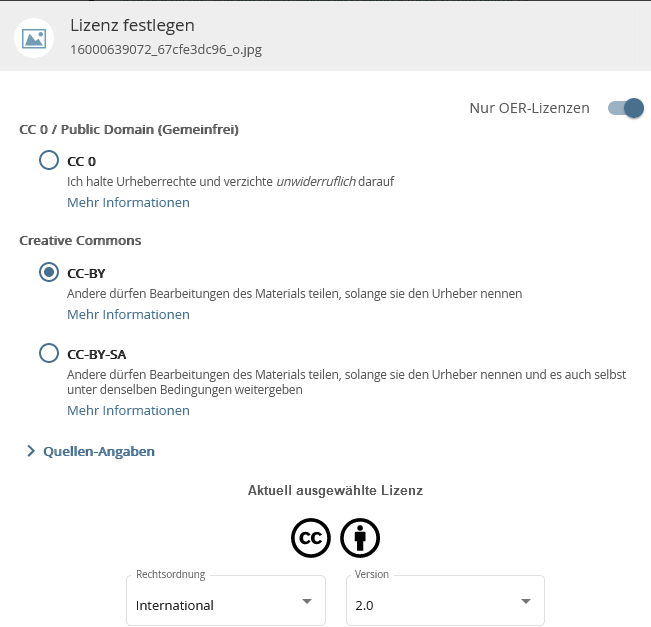 Lizenz festlegen
16000639072_67cfe3dc96_o.jpg
Nur OER-Lizenzen
CC 0 / Public Domain (Gemeinfrei)
CC 0
Ich halte Urheberrechte und verzichte unwiderruflich darauf
Mehr Informationen
Creative Commons
CC-BY
Andere dürfen Bearbeitungen des Materials teilen, solange sie den Urheber nennen
Mehr Informationen
CC-BY-SA
Andere dürfen Bearbeitungen des Materials teilen, solange sie den Urheber nennen und es auch selbst
unter denselben Bedingungen weitergeben
Mehr Informationen
Quellen-Angaben
Aktuell ausgewählte Lizenz
cc
Rechtsordnung
International
Version
2.0